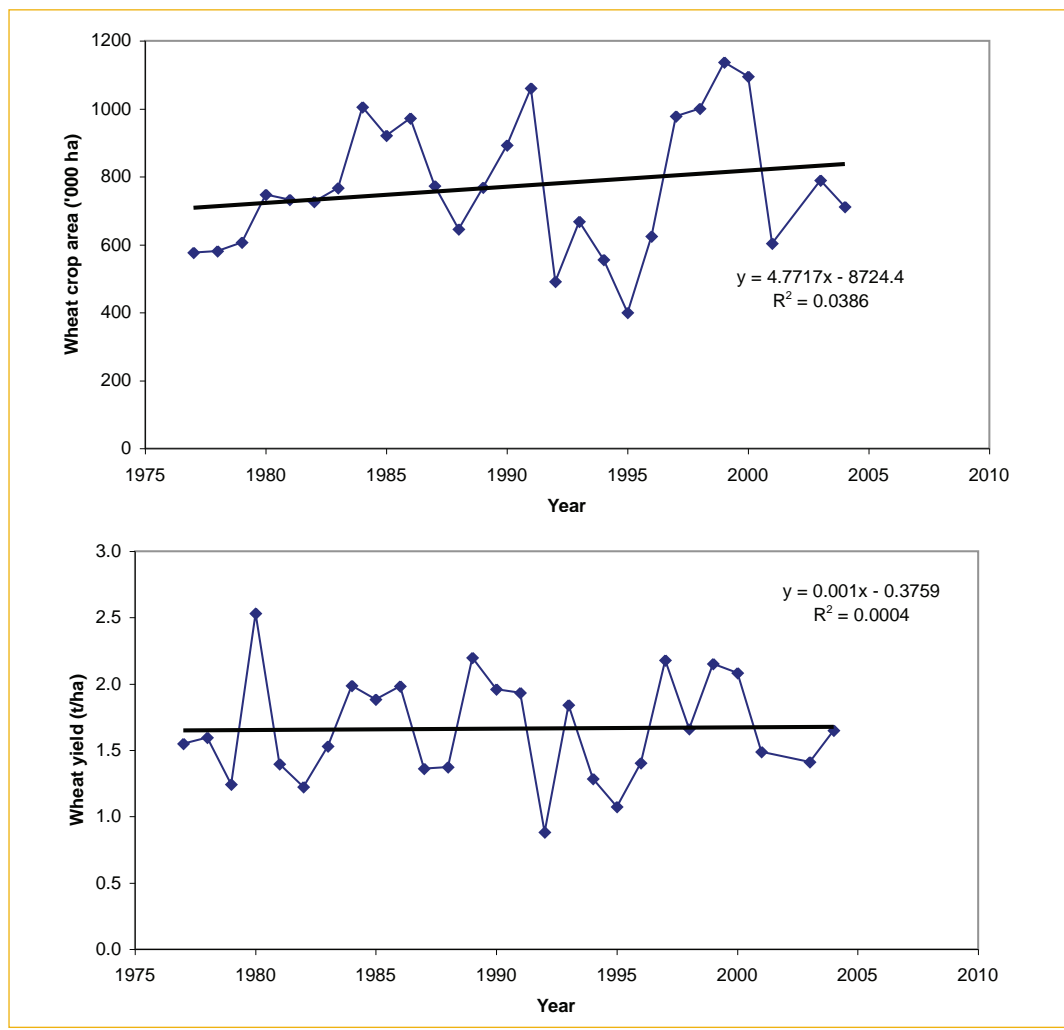 1200
1000
800
600
400
200
0
Wheat crop area ('000 ha)
y = 4.7717x - 8724.4
R² = 0.0386
1975 1980 1985 1990 1995 2000 2005 2010
Year
3.0
2.5
2.0
1.5
1.0
0.5
0.0
Wheat yield (t/ha)
y = 0.001x - 0.3759
R² = 0.0004
1975 1980 1985 1990 1995 2000 2005 2010
Year